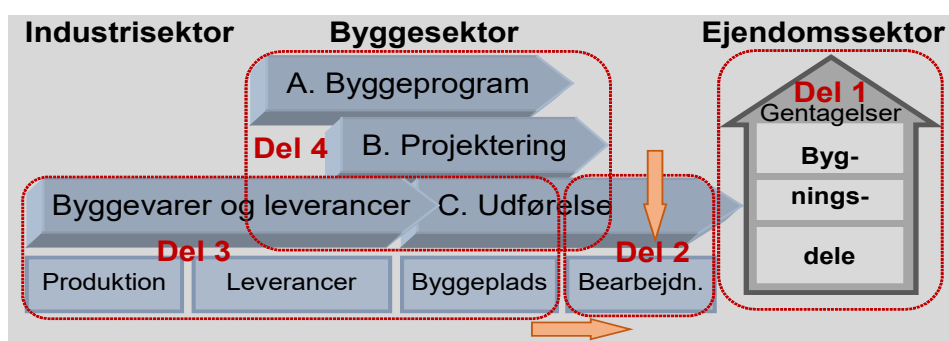 Industrisektor
Byggesektor
Ejendomssektor
A. Byggeprogram
Del 1
Gentagelser
Del 4
B. Projektering
Byg-
Byggevarer og leverancer
C. Udførelse
nings-
Del 3
Del 2
dele
Produktion
Leverancer
Byggeplads
Bearbejdn.